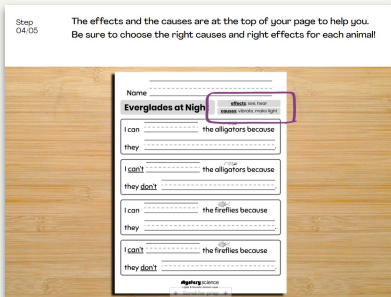 Step
04/05
The effects and the causes are at the top of your page to help you.
Be sure to choose the right causes and right effects for each animal!
Name
Everglades at Nigh
effects: see, hear
causes: vibrate, make light
I can the alligators because
they .
I can't the alligators because
they don't .
I can the fireflies because
they .
I can't the fireflies because
they don't .
Mystery science